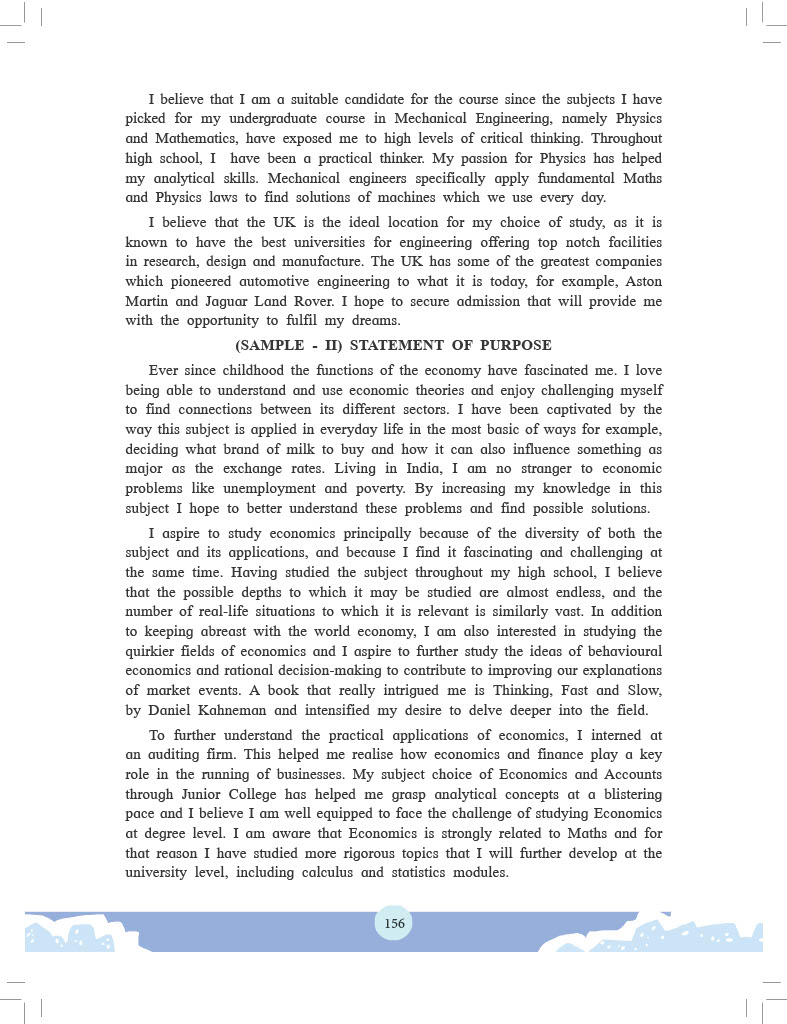 I believe that I am a suitable candidate for the course since the subjects I have
picked for my undergraduate course in Mechanical Engineering, namely Physics
and Mathematics, have exposed me to high levels of critical thinking. Throughout
high school, I have been a practical thinker. My passion for Physics has helped
my analytical skills. Mechanical engineers specifically apply fundamental Maths
and Physics laws to find solutions of machines which we use every day.
I believe that the UK is the ideal location for my choice of study, as it is
known to have the best universities for engineering offering top notch facilities
in research, design and manufacture. The UK has some of the greatest companies
which pioneered automotive engineering to what it is today, for example, Aston
Martin and Jaguar Land Rover. I hope to secure admission that will provide me
with the opportunity to fulfil my dreams.
(SAMPLE - II) STATEMENT OF PURPOSE
Ever since childhood the functions of the economy have fascinated me. I love
being able to understand and use economic theories and enjoy challenging myself
to find connections between its different sectors. I have been captivated by the
way this subject is applied in everyday life in the most basic of ways for example,
deciding what brand of milk to buy and how it can also influence something as
major as the exchange rates. Living in India, I am no stranger to economic
problems like unemployment and poverty. By increasing my knowledge in this
subject I hope to better understand these problems and find possible solutions.
I aspire to study economics principally because of the diversity of both the
subject and its applications, and because I find it fascinating and challenging at
the same time. Having studied the subject throughout my high school, I believe
that the possible depths to which it may be studied are almost endless, and the
number of real-life situations to which it is relevant is similarly vast. In addition
to keeping abreast with the world economy, I am also interested in studying the
quirkier fields of economics and I aspire to further study the ideas of behavioural
economics and rational decision-making to contribute to improving our explanations
of market events. A book that really intrigued me is Thinking, Fast and Slow,
by Daniel Kahneman and intensified my desire to delve deeper into the field.
To further understand the practical applications of economics, I interned at
an auditing firm. This helped me realise how economics and finance play a key
role in the running of businesses. My subject choice of Economics and Accounts
through Junior College has helped me grasp analytical concepts at a blistering
pace and I believe I am well equipped to face the challenge of studying Economics
at degree level. I am aware that Economics is strongly related to Maths and for
that reason I have studied more rigorous topics that I will further develop at the
university level, including calculus and statistics modules.
156